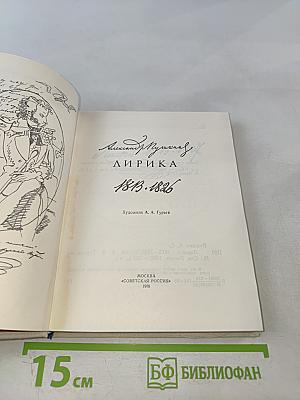 Александр Пушкин
ЛИРИКА
1813·1826
Художник А. А. Гурьев
МОСКВА
«СОВЕТСКАЯ РОССИЯ»
15 см
БФ БИБЛИОФАН